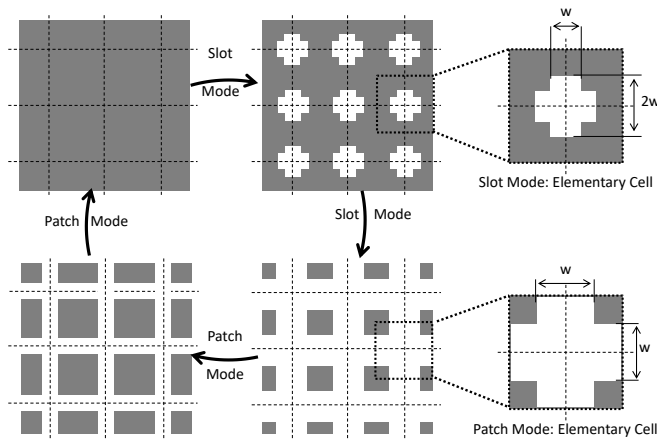 w
Slot
Mode
2w
Slot Mode: Elementary Cell
Patch Mode
Slot Mode
w
Patch
Mode
w
Patch Mode: Elementary Cell